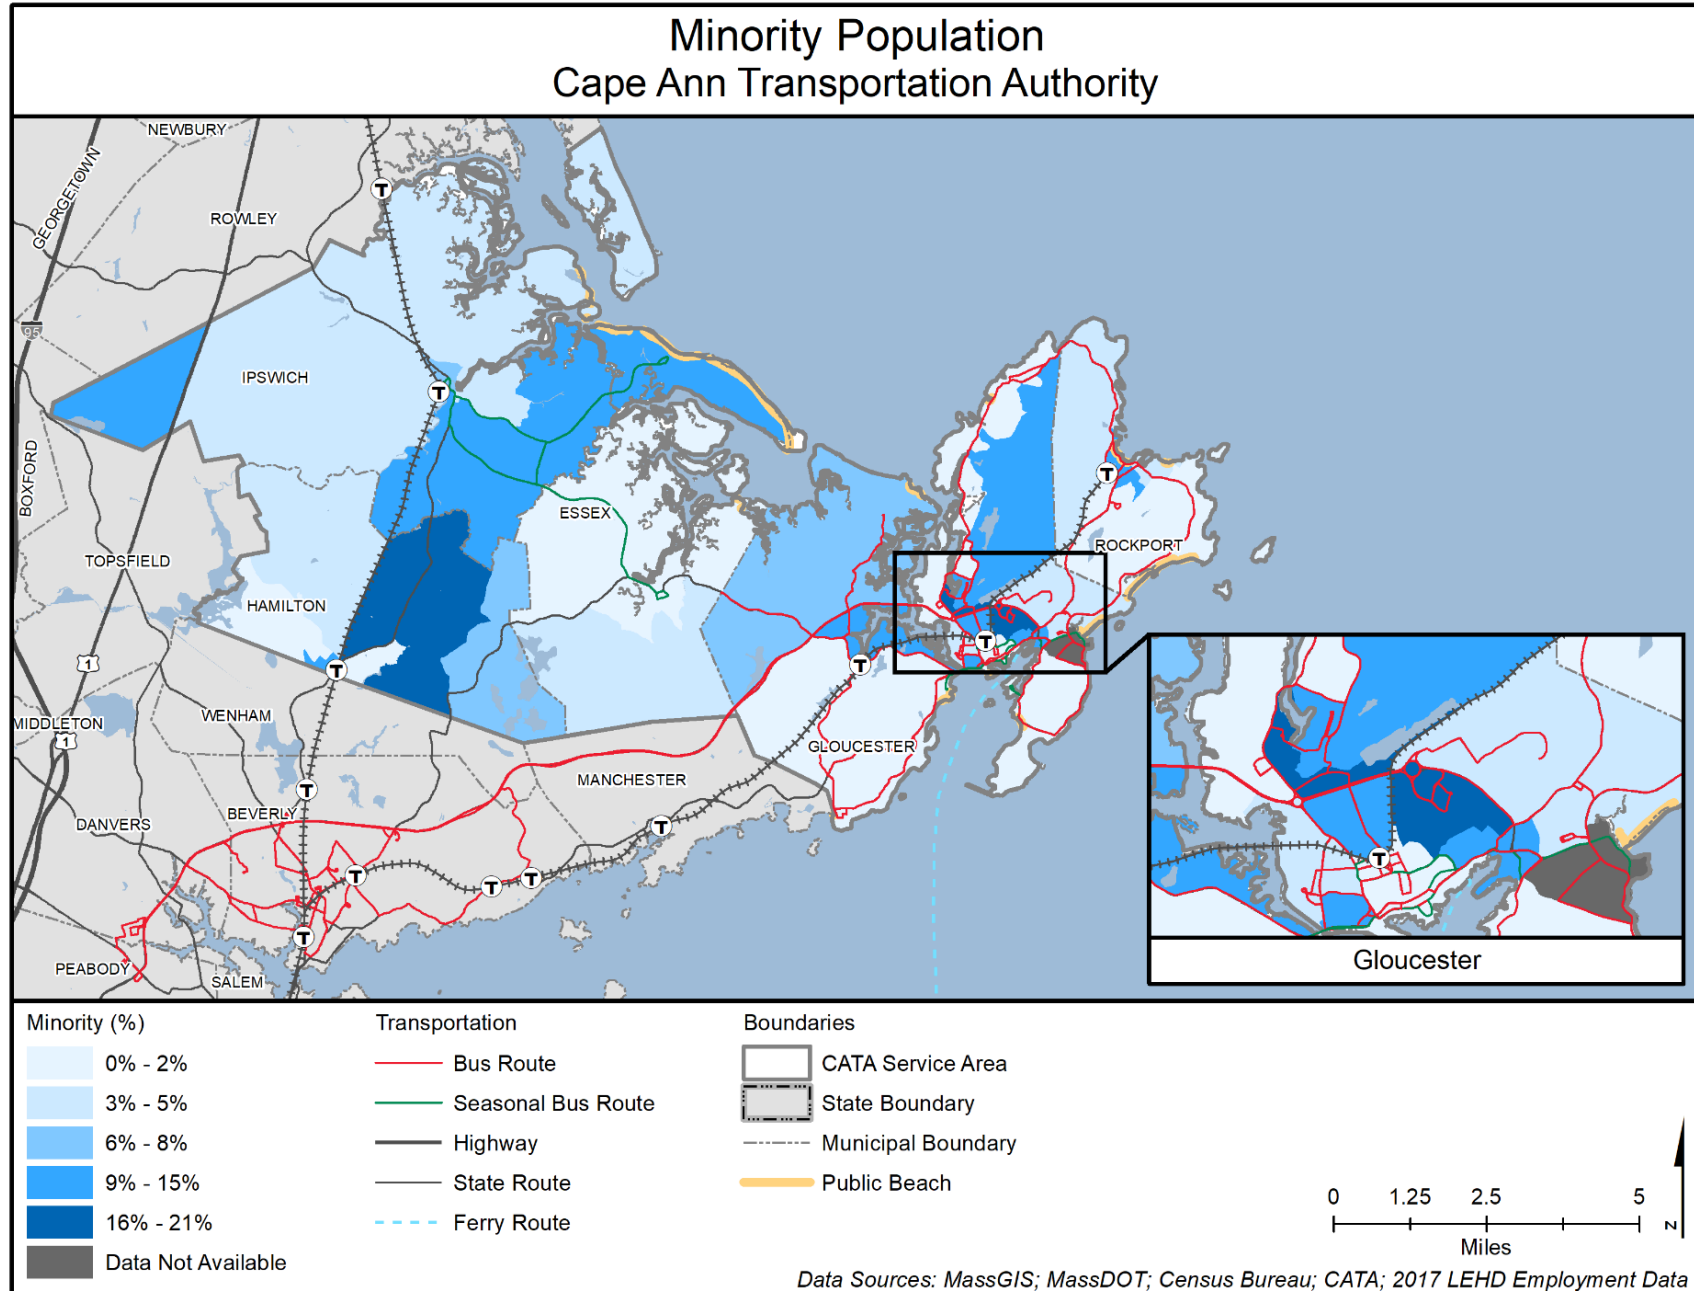 Minority Population
Cape Ann Transportation Authority
NEWBURY
GEORGETOWN
T
ROWLEY
95
IPSWICH
T
BOXFORD
T
ESSEX
ROCKPORT
TOPSFIELD
HAMILTON
1
T
T
T
WENHAM
MIDDLETON
1
GLOUCESTER
MANCHESTER
T
BEVERLY
DANVERS
T
T
T
T
T
PEABODY
SALEM
T
Gloucester
Minority (%)
0% - 2%
3% - 5%
6% - 8%
9% - 15%
16% - 21%
Data Not Available
Transportation
Bus Route
Seasonal Bus Route
Highway
State Route
Ferry Route
Boundaries
CATA Service Area
State Boundary
Municipal Boundary
Public Beach
0 1.25 2.5 5
Miles
N
Data Sources: MassGIS; MassDOT; Census Bureau; CATA; 2017 LEHD Employment Data